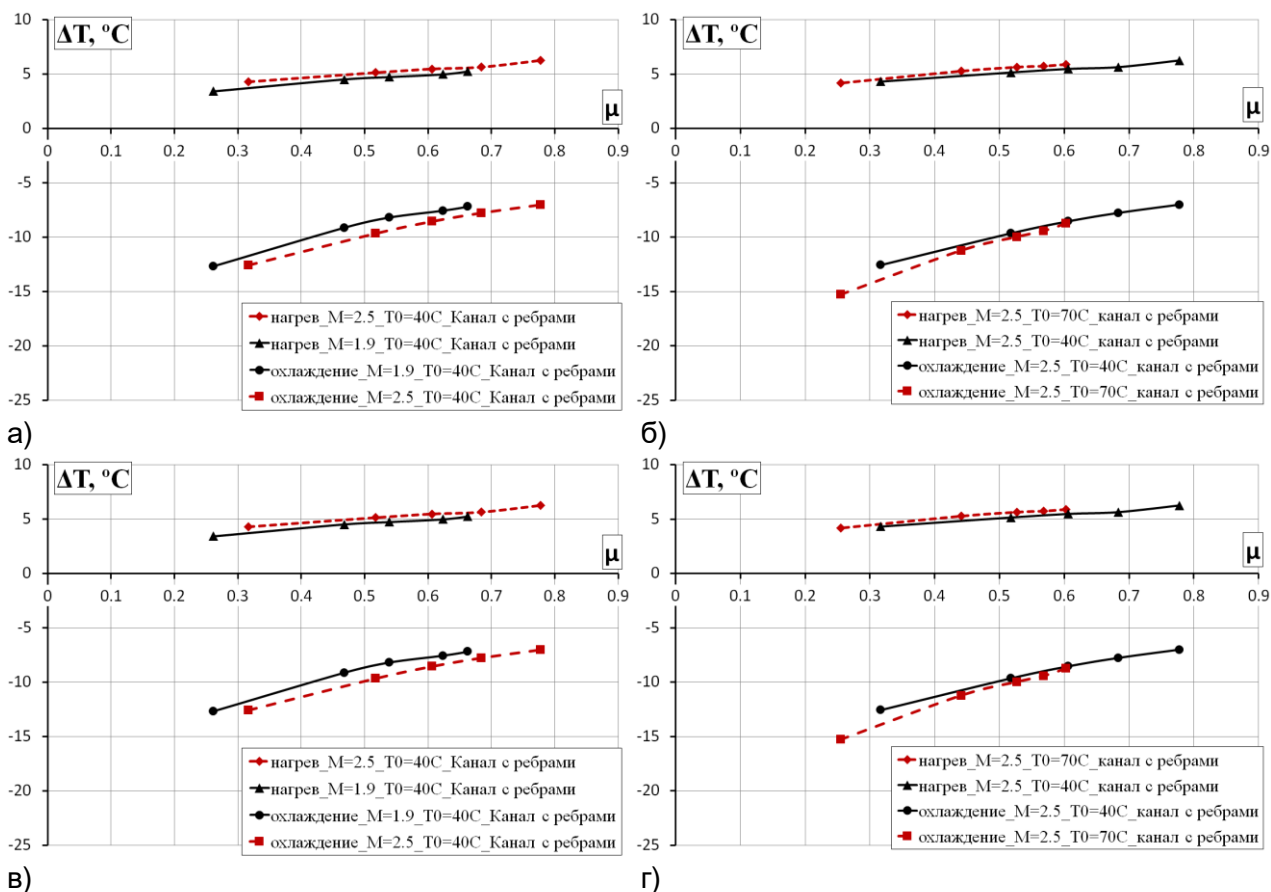 10
ΔT, ºC
5
μ
0
0 0.1 0.2 0.3 0.4 0.5 0.6 0.7 0.8 0.9
-5
-10
-15
-20
-25
нагрев_M=2.5_T0=40C_Канал с ребрами
нагрев_M=1.9_T0=40C_Канал с ребрами
охлаждение_M=1.9_T0=40C_Канал с ребрами
охлаждение_M=2.5_T0=40C_Канал с ребрами
а)
10
ΔT, ºC
5
μ
0
0 0.1 0.2 0.3 0.4 0.5 0.6 0.7 0.8 0.9
-5
-10
-15
-20
-25
нагрев_M=2.5_T0=70C_канал с ребрами
нагрев_M=2.5_T0=40C_канал с ребрами
охлаждение_M=2.5_T0=40C_канал с ребрами
охлаждение_M=2.5_T0=70C_канал с ребрами
б)
10
ΔT, ºC
5
μ
0
0 0.1 0.2 0.3 0.4 0.5 0.6 0.7 0.8 0.9
-5
-10
-15
-20
-25
нагрев_M=2.5_T0=40C_Канал с ребрами
нагрев_M=1.9_T0=40C_Канал с ребрами
охлаждение_M=1.9_T0=40C_Канал с ребрами
охлаждение_M=2.5_T0=40C_Канал с ребрами
в)
10
ΔT, ºC
5
μ
0
0 0.1 0.2 0.3 0.4 0.5 0.6 0.7 0.8 0.9
-5
-10
-15
-20
-25
нагрев_M=2.5_T0=70C_канал с ребрами
нагрев_M=2.5_T0=40C_канал с ребрами
охлаждение_M=2.5_T0=40C_канал с ребрами
охлаждение_M=2.5_T0=70C_канал с ребрами
г)